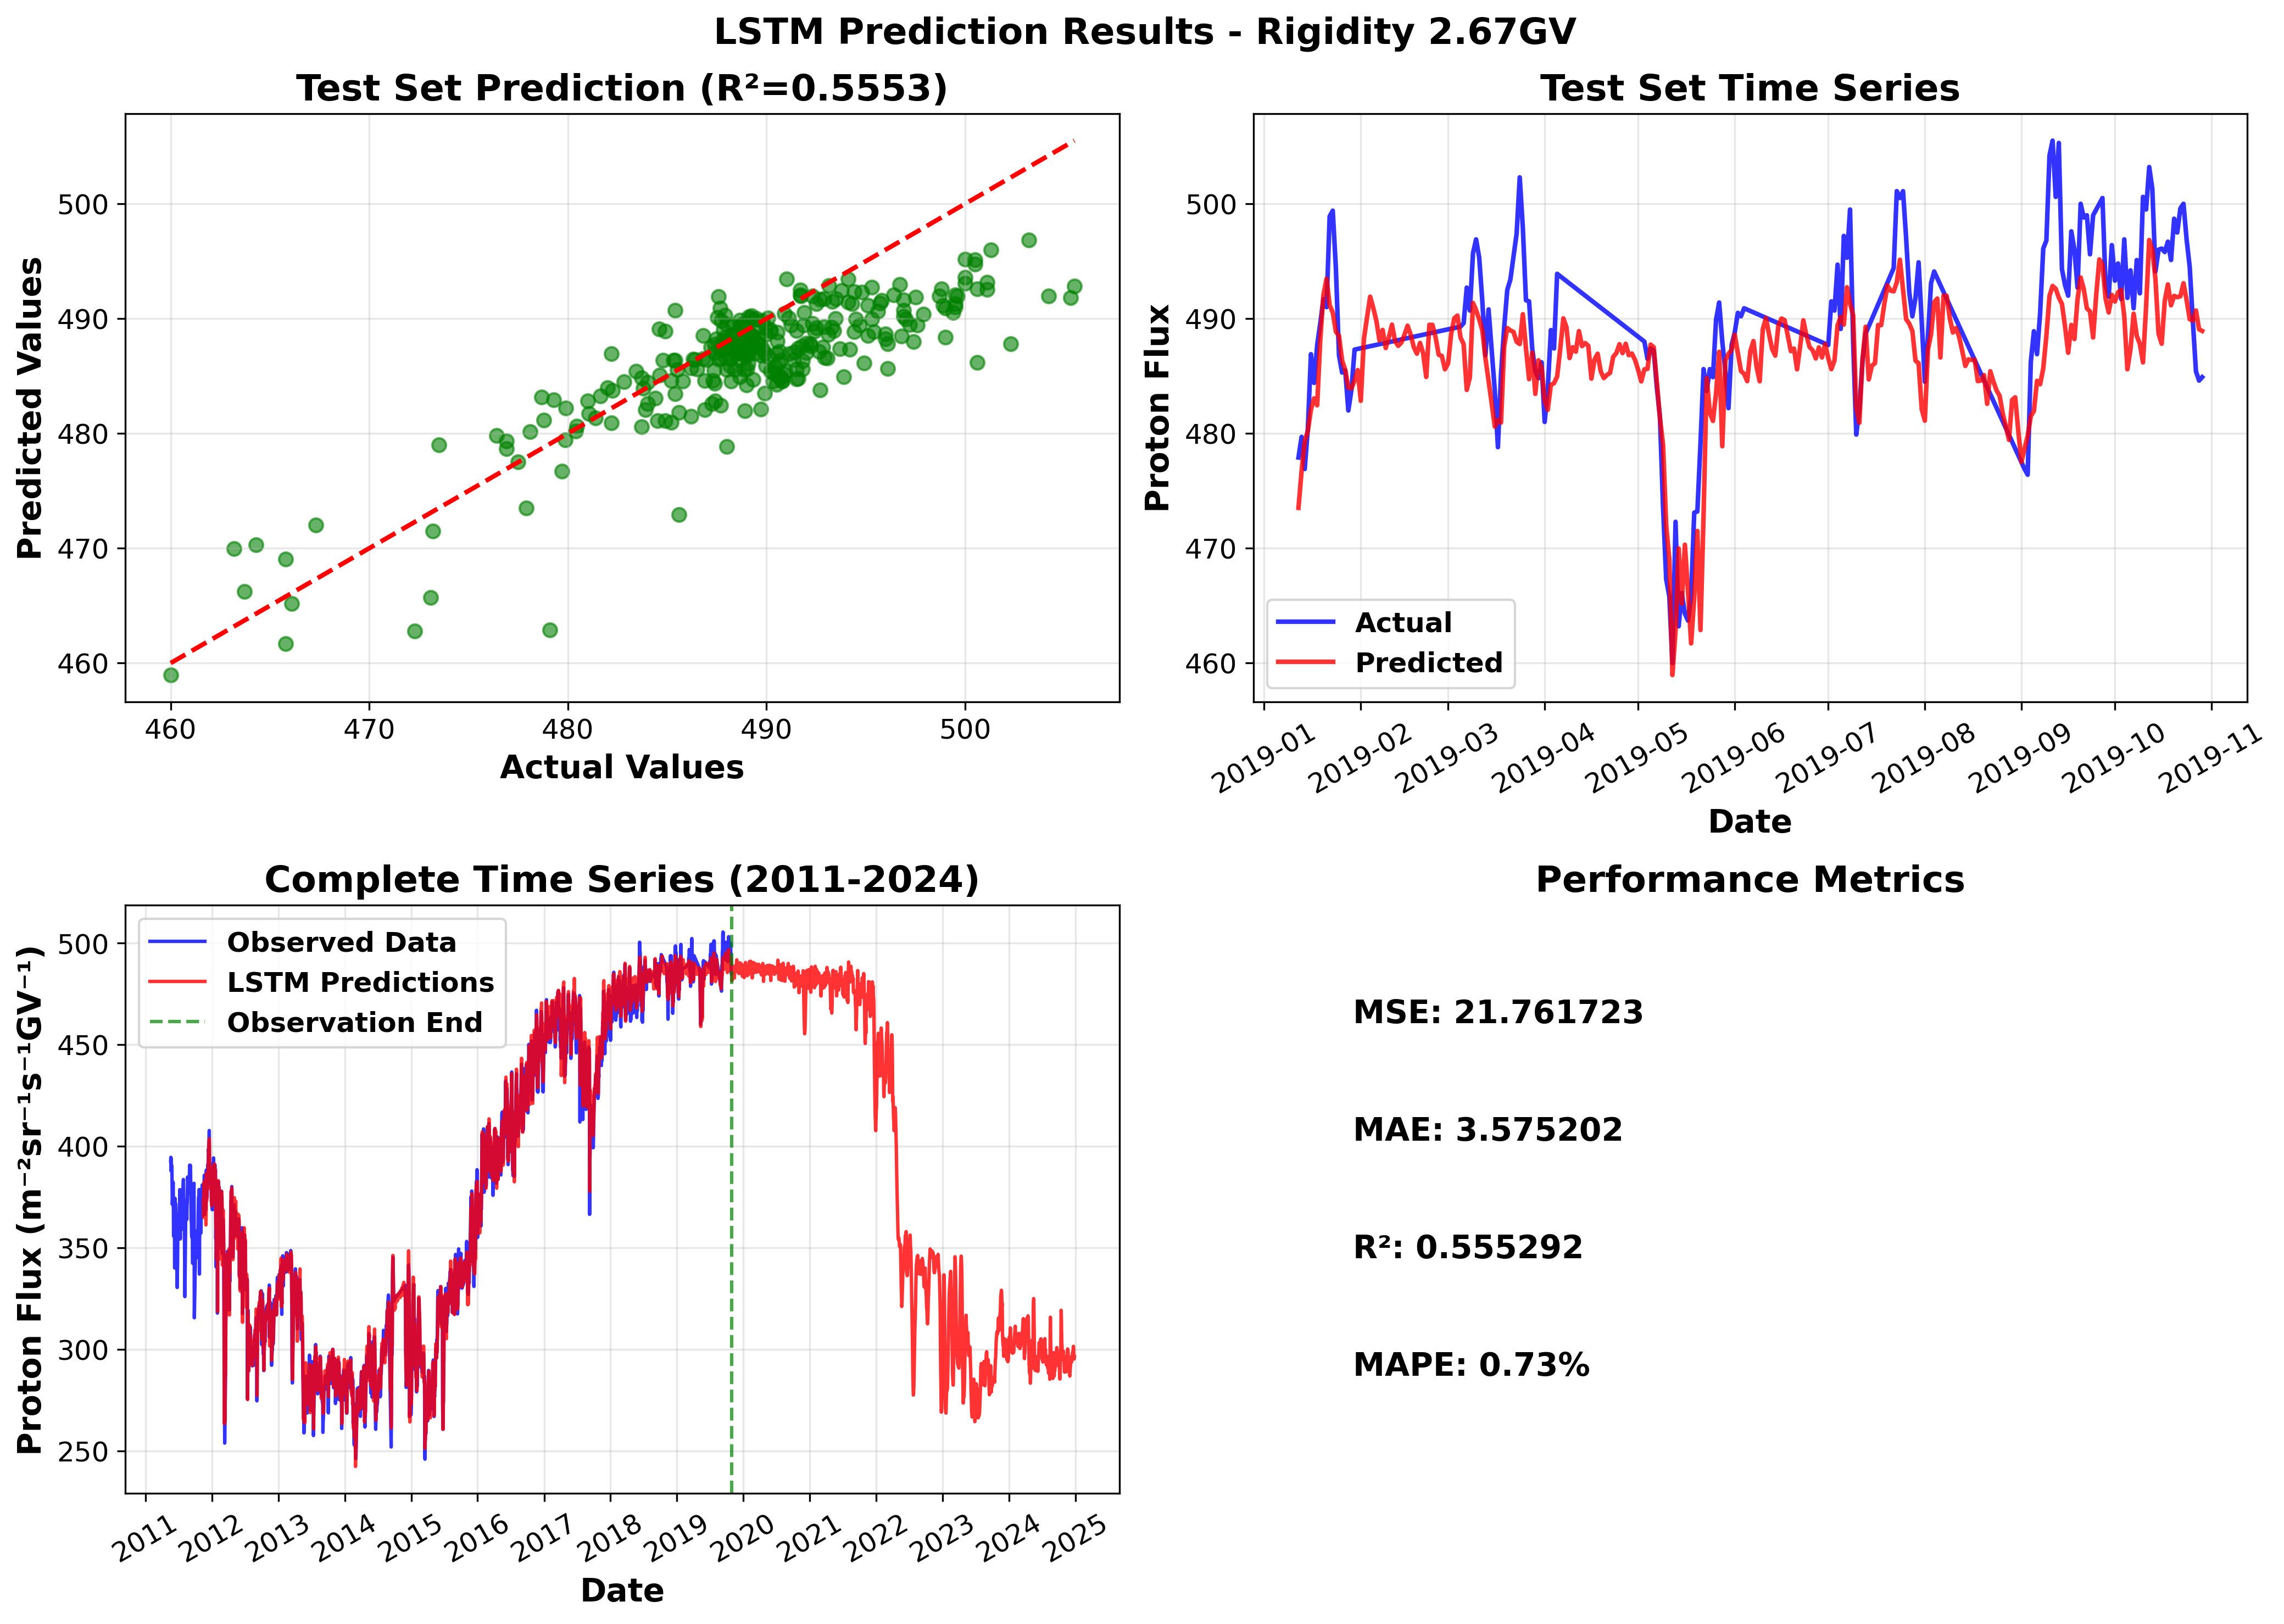 LSTM Prediction Results - Rigidity 2.67GV
Test Set Prediction (R²=0.5553)
500
490
480
470
460
Predicted Values
460 470 480 490 500
Actual Values
Test Set Time Series
500
490
480
470
460
Proton Flux
Actual
Predicted
2019-01 2019-02 2019-03 2019-04 2019-05 2019-06 2019-07 2019-08 2019-09 2019-10 2019-11
Date
Complete Time Series (2011-2024)
500
450
400
350
300
250
Proton Flux (m⁻²sr⁻¹s⁻¹GV⁻¹)
Observed Data
LSTM Predictions
Observation End
2011 2012 2013 2014 2015 2016 2017 2018 2019 2020 2021 2022 2023 2024 2025
Date
Performance Metrics
MSE: 21.761723
MAE: 3.575202
R²: 0.555292
MAPE: 0.73%